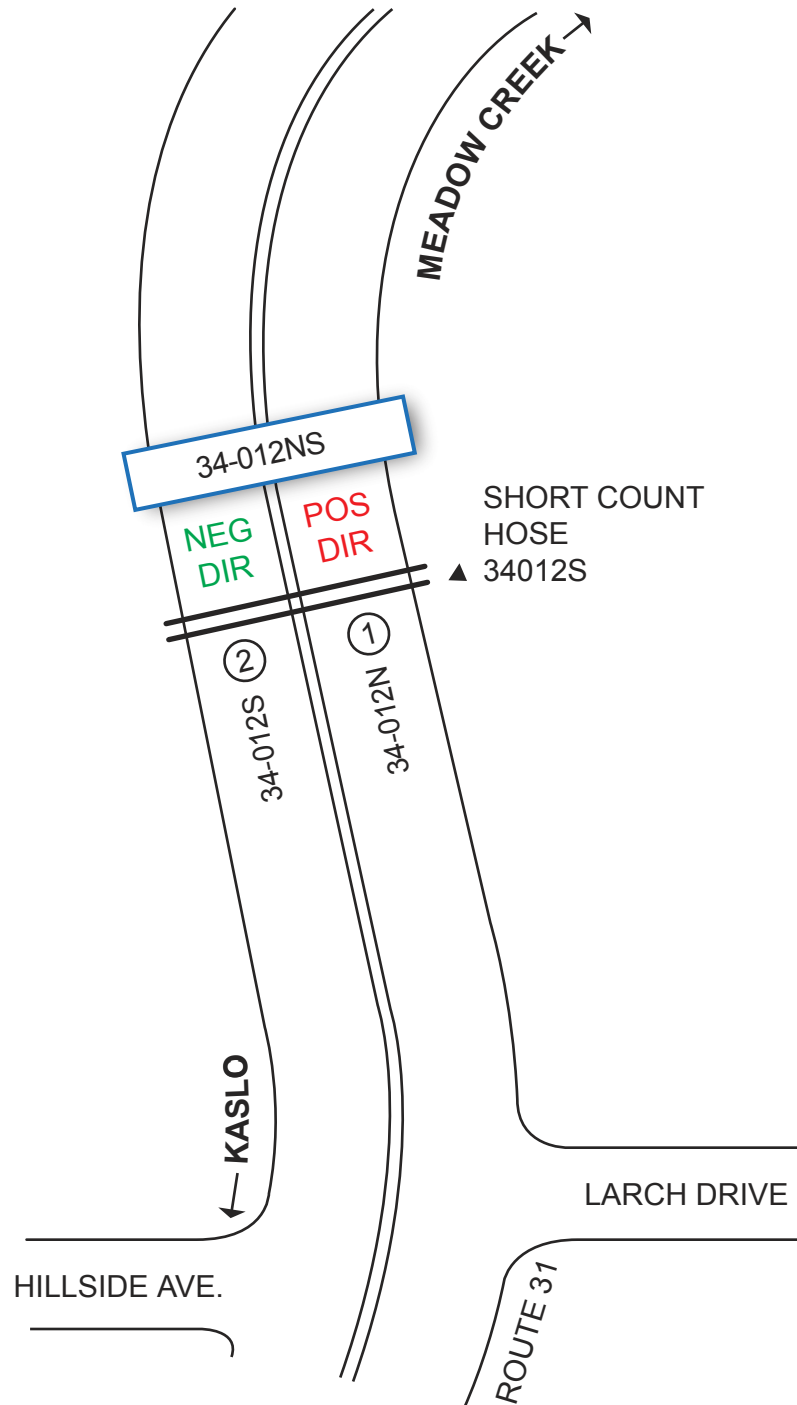 MEADOW CREEK →
34-012NS
NEG
DIR
POS
DIR
SHORT COUNT
HOSE
▲ 34012S
1
2
34-012N
34-012S
← KASLO
LARCH DRIVE
HILLSIDE AVE.
ROUTE 31